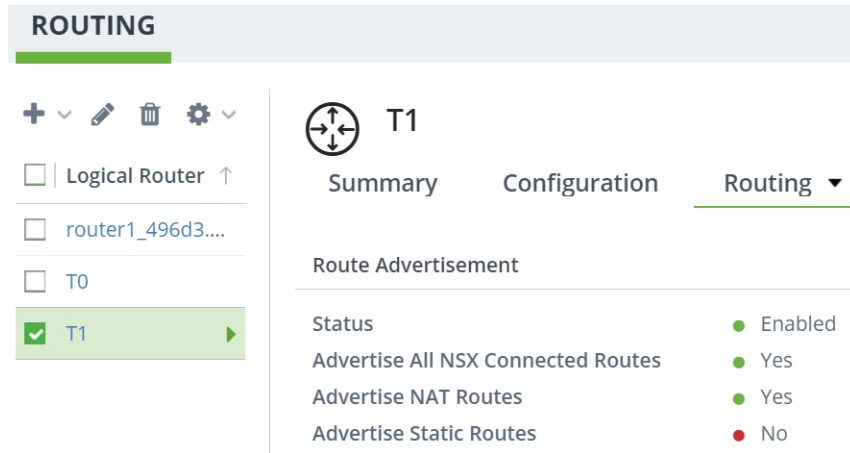 ROUTING
Logical Router ↑
router1_496d3....
T0
T1
T1
Summary Configuration Routing
Route Advertisement
Status Enabled
Advertise All NSX Connected Routes Yes
Advertise NAT Routes Yes
Advertise Static Routes No